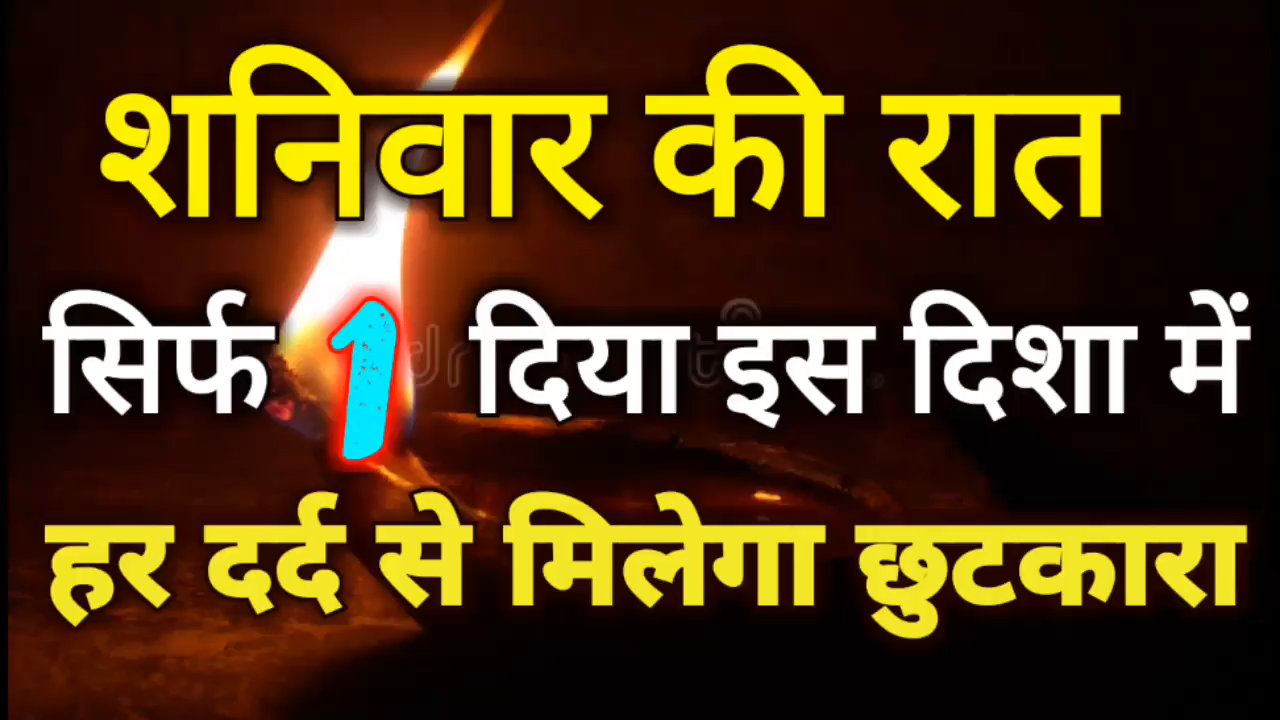 शनिवार की रात
सिर्फ 1 दिया इस दिशा में
हर दर्द से मिलेगा छुटकारा